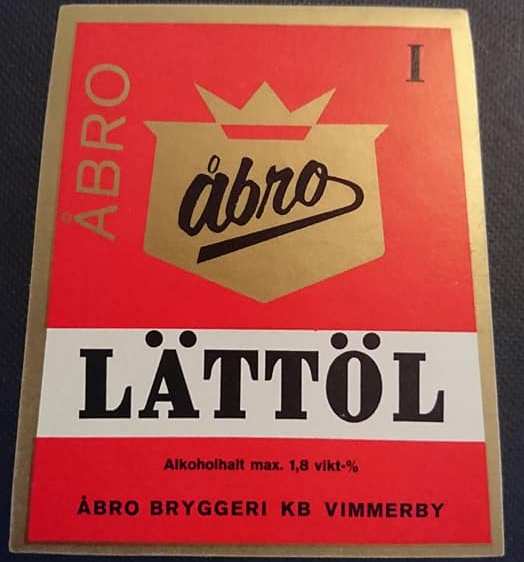 I
ÅBRO
åbro
LÄTTÖL
Alkoholhalt max. 1,8 vikt-%
ÅBRO BRYGGERI KB VIMMERBY